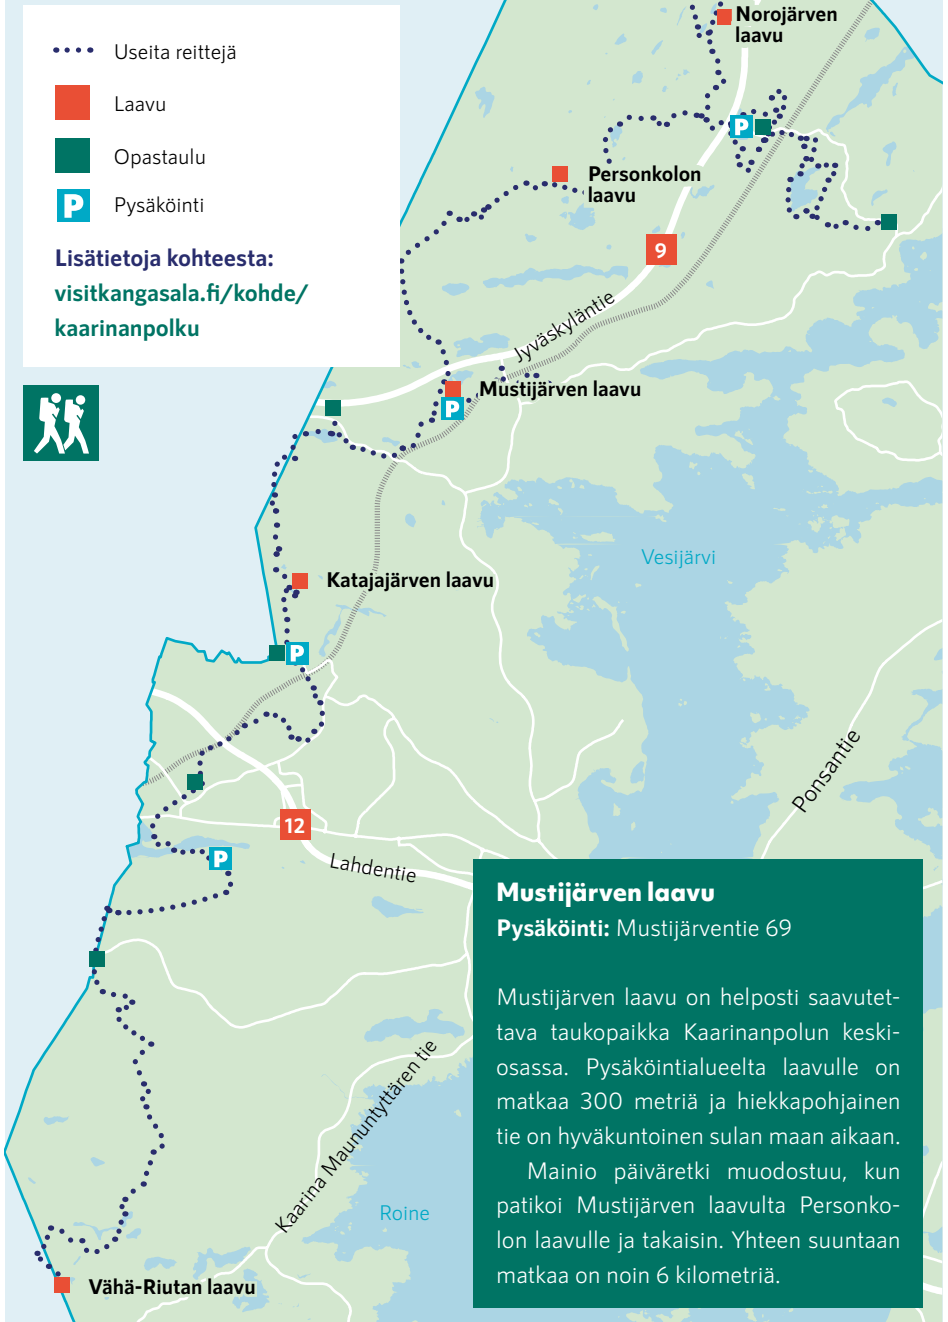 Useita reittejä
Laavu
Opastaulu
P Pysäköinti
Lisätietoja kohteesta:
visitkangasala.fi/kohde/
kaarinanpolku
Norojärven
laavu
P
Personkolon
laavu
9
Jyväskyläntie
Mustijärven laavu
P
Vesijärvi
Katajajärven laavu
P
Ponsantie
12
Lahdentie
P
Kaarina Maununtyttären tie
Roine
Vähä-Riutan laavu
Mustijärven laavu
Pysäköinti: Mustijärventie 69
Mustijärven laavu on helposti saavutet-
tava taukopaikka Kaarinanpolun keski-
osassa. Pysäköintialueelta laavulle on
matkaa 300 metriä ja hiekkapohjainen
tie on hyväkuntoinen sulan maan aikaan.
Mainio päiväretki muodostuu, kun
patikoi Mustijärven laavulta Personko-
lon laavulle ja takaisin. Yhteen suuntaan
matkaa on noin 6 kilometriä.